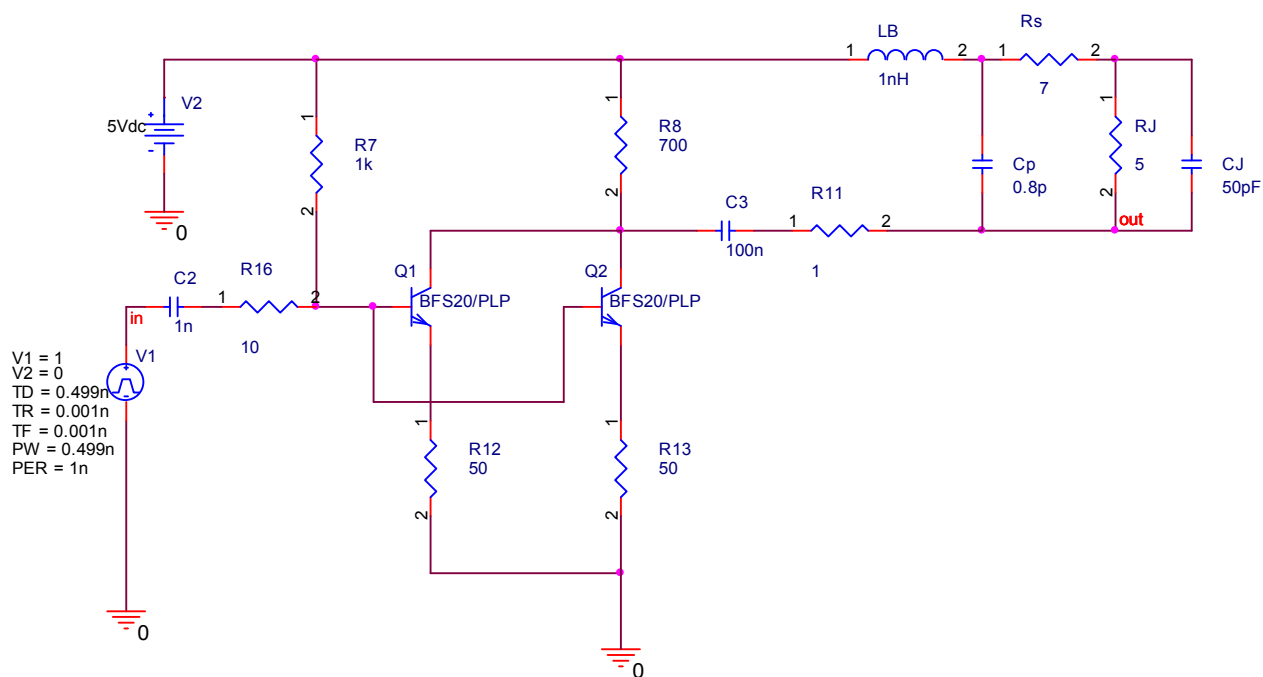 LB
1 2
1nH
Rs
1 2
7
V2
5Vdc
+
-
0
1
R7
1k
2
1
R8
700
2
1
RJ
5
2
Cp
0.8p
CJ
50pF
out
C3
100n
R11
1 2
1
C2
1n
R16
1 2
10
in
Q1
BFS20/PLP
Q2
BFS20/PLP
V1
+
-
V1 = 1
V2 = 0
TD = 0.499n
TR = 0.001n
TF = 0.001n
PW = 0.499n
PER = 1n
1
R12
50
2
1
R13
50
2
0
0